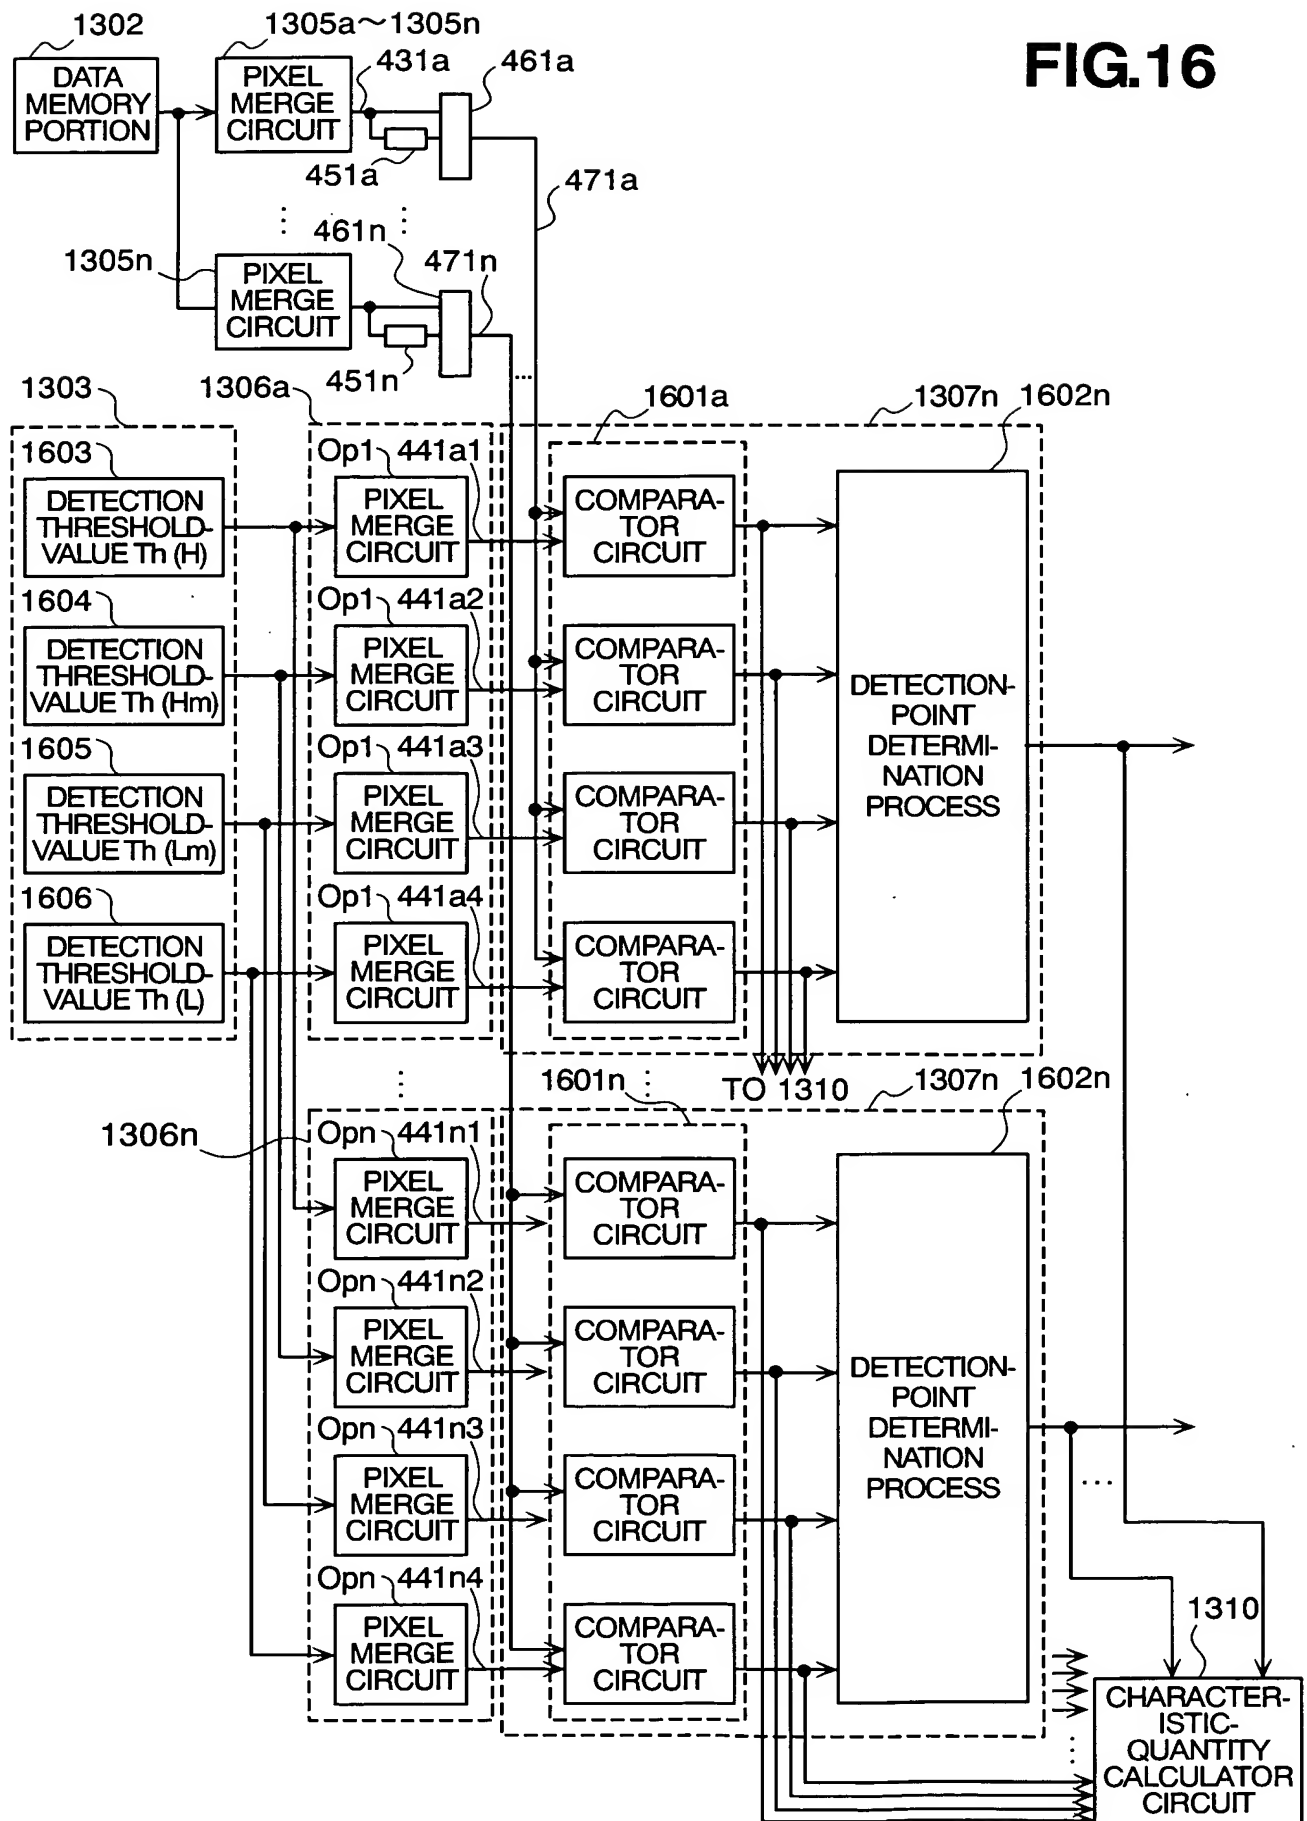 FIG.16
1302
1305a~1305n
431a
461a
DATA
MEMORY
PORTION
PIXEL
MERGE
CIRCUIT
451a
471a
461n
471n
1305n
PIXEL
MERGE
CIRCUIT
451n
1303
1306a
1601a
1307n
1602n
1603
DETECTION
THRESHOLD-
VALUE Th (H)
Op1
441a1
PIXEL
MERGE
CIRCUIT
COMPARA-
TOR
CIRCUIT
1604
DETECTION
THRESHOLD-
VALUE Th (Hm)
Op1
441a2
PIXEL
MERGE
CIRCUIT
COMPARA-
TOR
CIRCUIT
DETECTION-
POINT
DETERMI-
NATION
PROCESS
1605
DETECTION
THRESHOLD-
VALUE Th (Lm)
Op1
441a3
PIXEL
MERGE
CIRCUIT
COMPARA-
TOR
CIRCUIT
1606
DETECTION
THRESHOLD-
VALUE Th (L)
Op1
441a4
PIXEL
MERGE
CIRCUIT
COMPARA-
TOR
CIRCUIT
TO 1310
1601n
1307n
1602n
1306n
Opn
441n1
PIXEL
MERGE
CIRCUIT
COMPARA-
TOR
CIRCUIT
Opn
441n2
PIXEL
MERGE
CIRCUIT
COMPARA-
TOR
CIRCUIT
DETECTION-
POINT
DETERMI-
NATION
PROCESS
Opn
441n3
PIXEL
MERGE
CIRCUIT
COMPARA-
TOR
CIRCUIT
Opn
441n4
PIXEL
MERGE
CIRCUIT
COMPARA-
TOR
CIRCUIT
1310
CHARACTER-
ISTIC-
QUANTITY
CALCULATOR
CIRCUIT